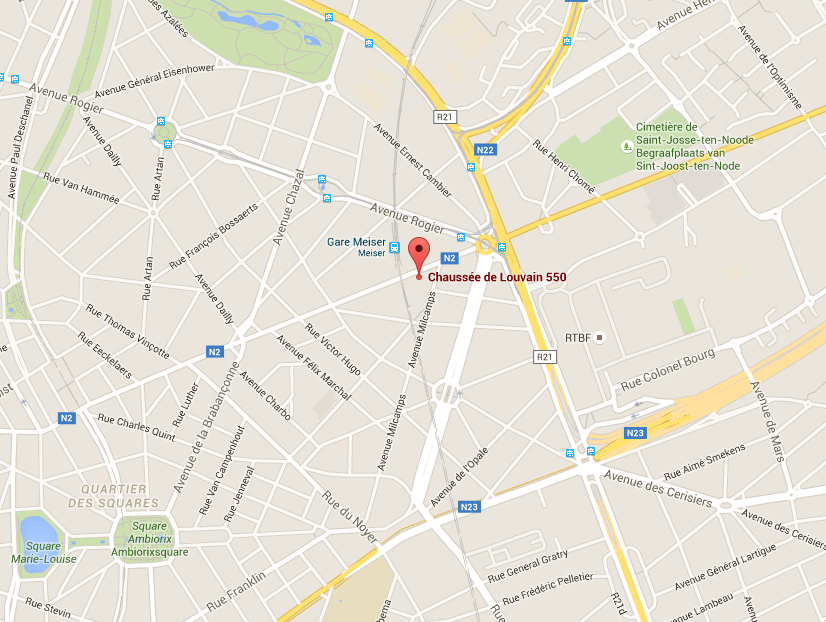 des Azalées
Avenue Her
Avenue de l'Optimisme
Avenue Général Eisenhower
Avenue Rogier
Avenue Paul Deschanel
R21
Avenue Dailly
Avenue Ernest Cambier
N22
Cimetière de
Saint-Josse-ten-Noode
Begraafplaats van
Sint-Joost-ten-Node
Rue Henri Chomé
Rue Artan
Rue Van Hammée
Avenue Chazal
Rue François Bossaerts
Avenue Rogier
Gare Meiser
Meiser
N2
Chaussée de Louvain 550
Rue Artan
Avenue Dailly
Rue Thomas Vinçotte
Rue Eeckelaers
Rue Victor Hugo
Avenue Milcamps
RTBF
N2
R21
Avenue Félix Marchal
Rue Colonel Bourg
Rue Luther
Avenue de la Brabançonne
Avenue Charbo
Avenue de Mars
N2
Rue Charles Quint
Avenue Milcamps
N23
Rue Van Campenhout
Rue Jenneval
Avenue de l'Opale
Rue Aimé Smekens
QUARTIER
DES SQUARES
Avenue des Cerisiers
Rue du Noyer
N23
Square
Ambiorix
Ambiorixsquare
Square
Marie-Louise
Avenue des Cerisiers
Rue General Gratry
Avenue Général Lartigue
Rue Franklin
Rue Frédéric Pelletier
Rue Stevin
R21d
Lambeau
Rue